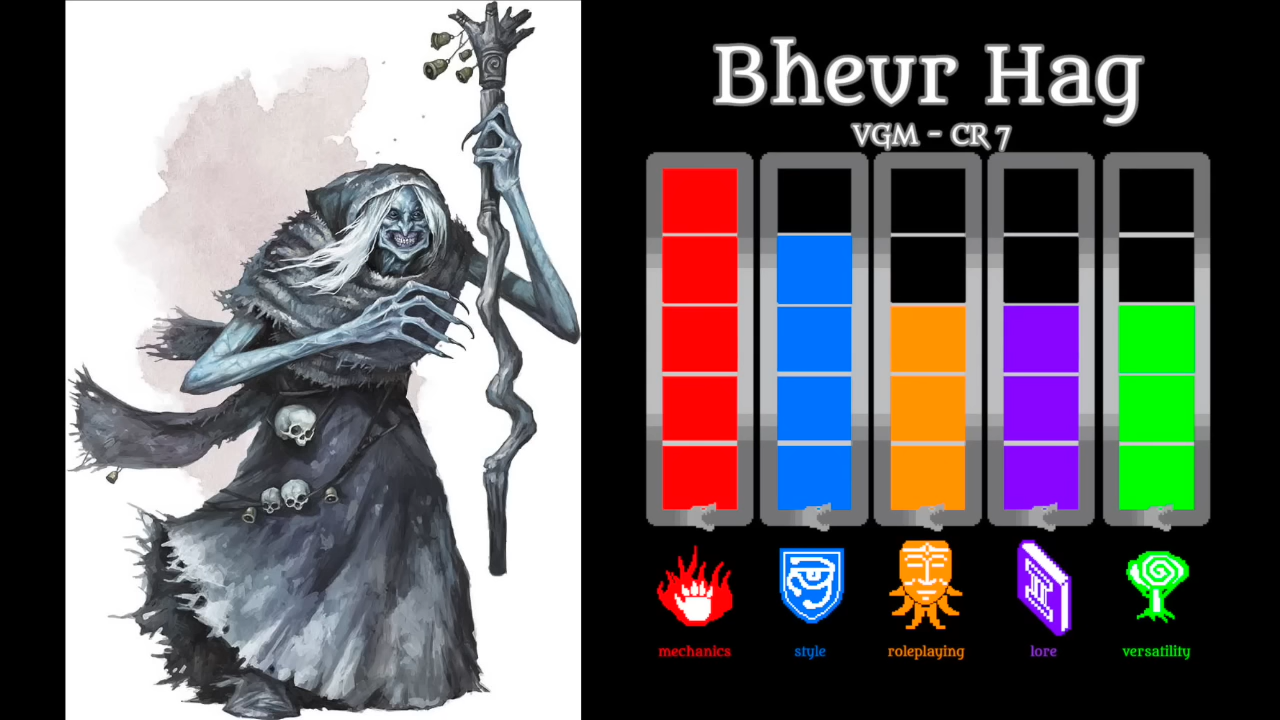 Bhevr Hag
VGM - CR 7
mechanics
style
roleplaying
lore
versatility